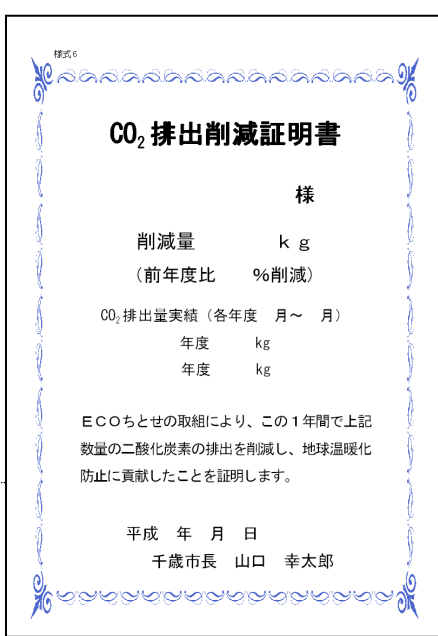 様式6
CO₂排出削減証明書
様
削減量　　　　ｋｇ
（前年度比　　％削減）
CO₂排出量実績（各年度　月～　月）
年度　　　kg
年度　　　kg
ＥＣＯちとせの取組により、この１年間で上記
数量の二酸化炭素の排出を削減し、地球温暖化
防止に貢献したことを証明します。
平成　年　月　日
千歳市長　山口　幸太郎